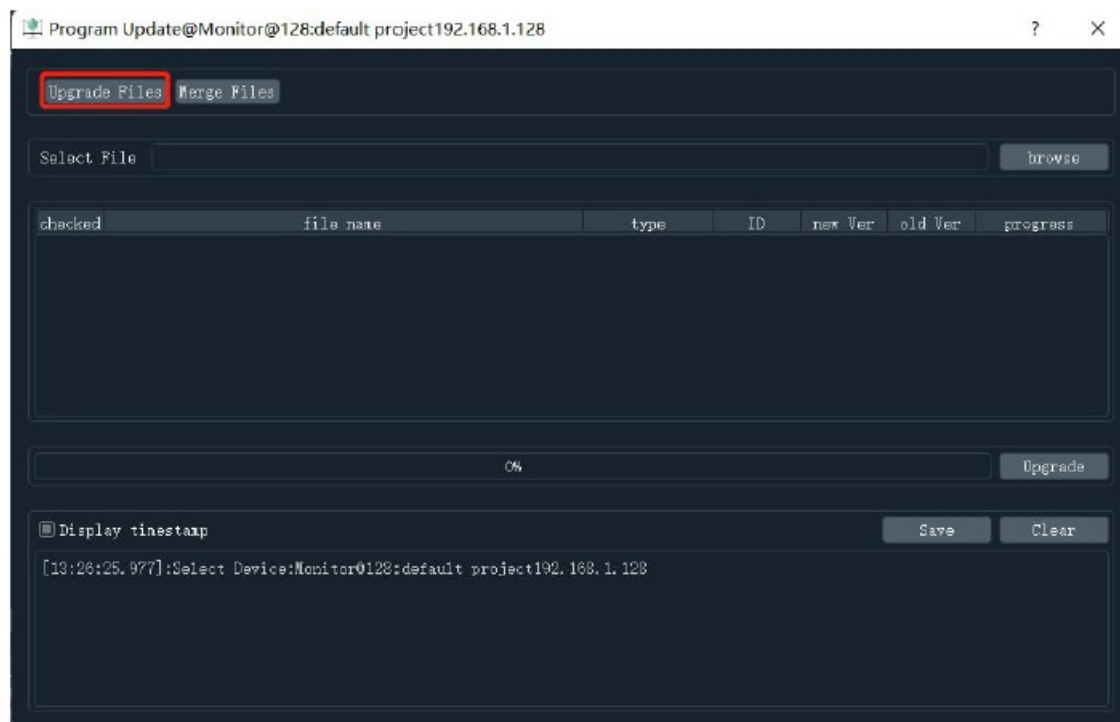 Program Update@Monitor@128:default project192.168.1.128 ? ×
Upgrade Files Merge Files
Select File browse
checked file name type ID new Ver old Ver progress
0% Upgrade
Display timestamp Save Clear
[13:26:25.977]:Select Device:Monitor@128:default project192.168.1.128